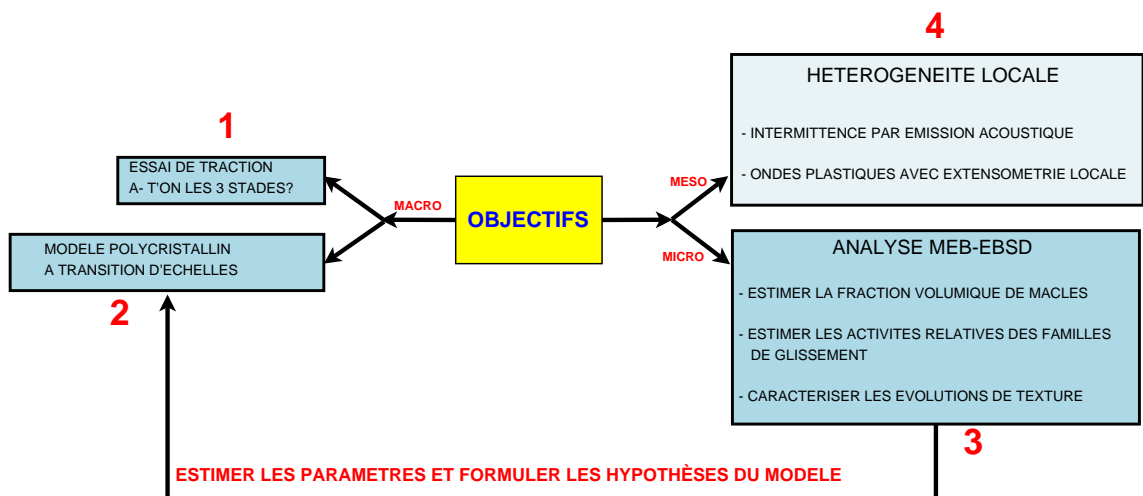 4
HETEROGENEITE LOCALE
- INTERMITTENCE PAR EMISSION ACOUSTIQUE
- ONDES PLASTIQUES AVEC EXTENSOMETRIE LOCALE
1
ESSAI DE TRACTION
A- T'ON LES 3 STADES?
MACRO
OBJECTIFS
MESO
MICRO
MODELE POLYCRISTALLIN
A TRANSITION D'ECHELLES
2
ANALYSE MEB-EBSD
- ESTIMER LA FRACTION VOLUMIQUE DE MACLES
- ESTIMER LES ACTIVITES RELATIVES DES FAMILLES
DE GLISSEMENT
- CARACTERISER LES EVOLUTIONS DE TEXTURE
3
ESTIMER LES PARAMETRES ET FORMULER LES HYPOTHÈSES DU MODELE